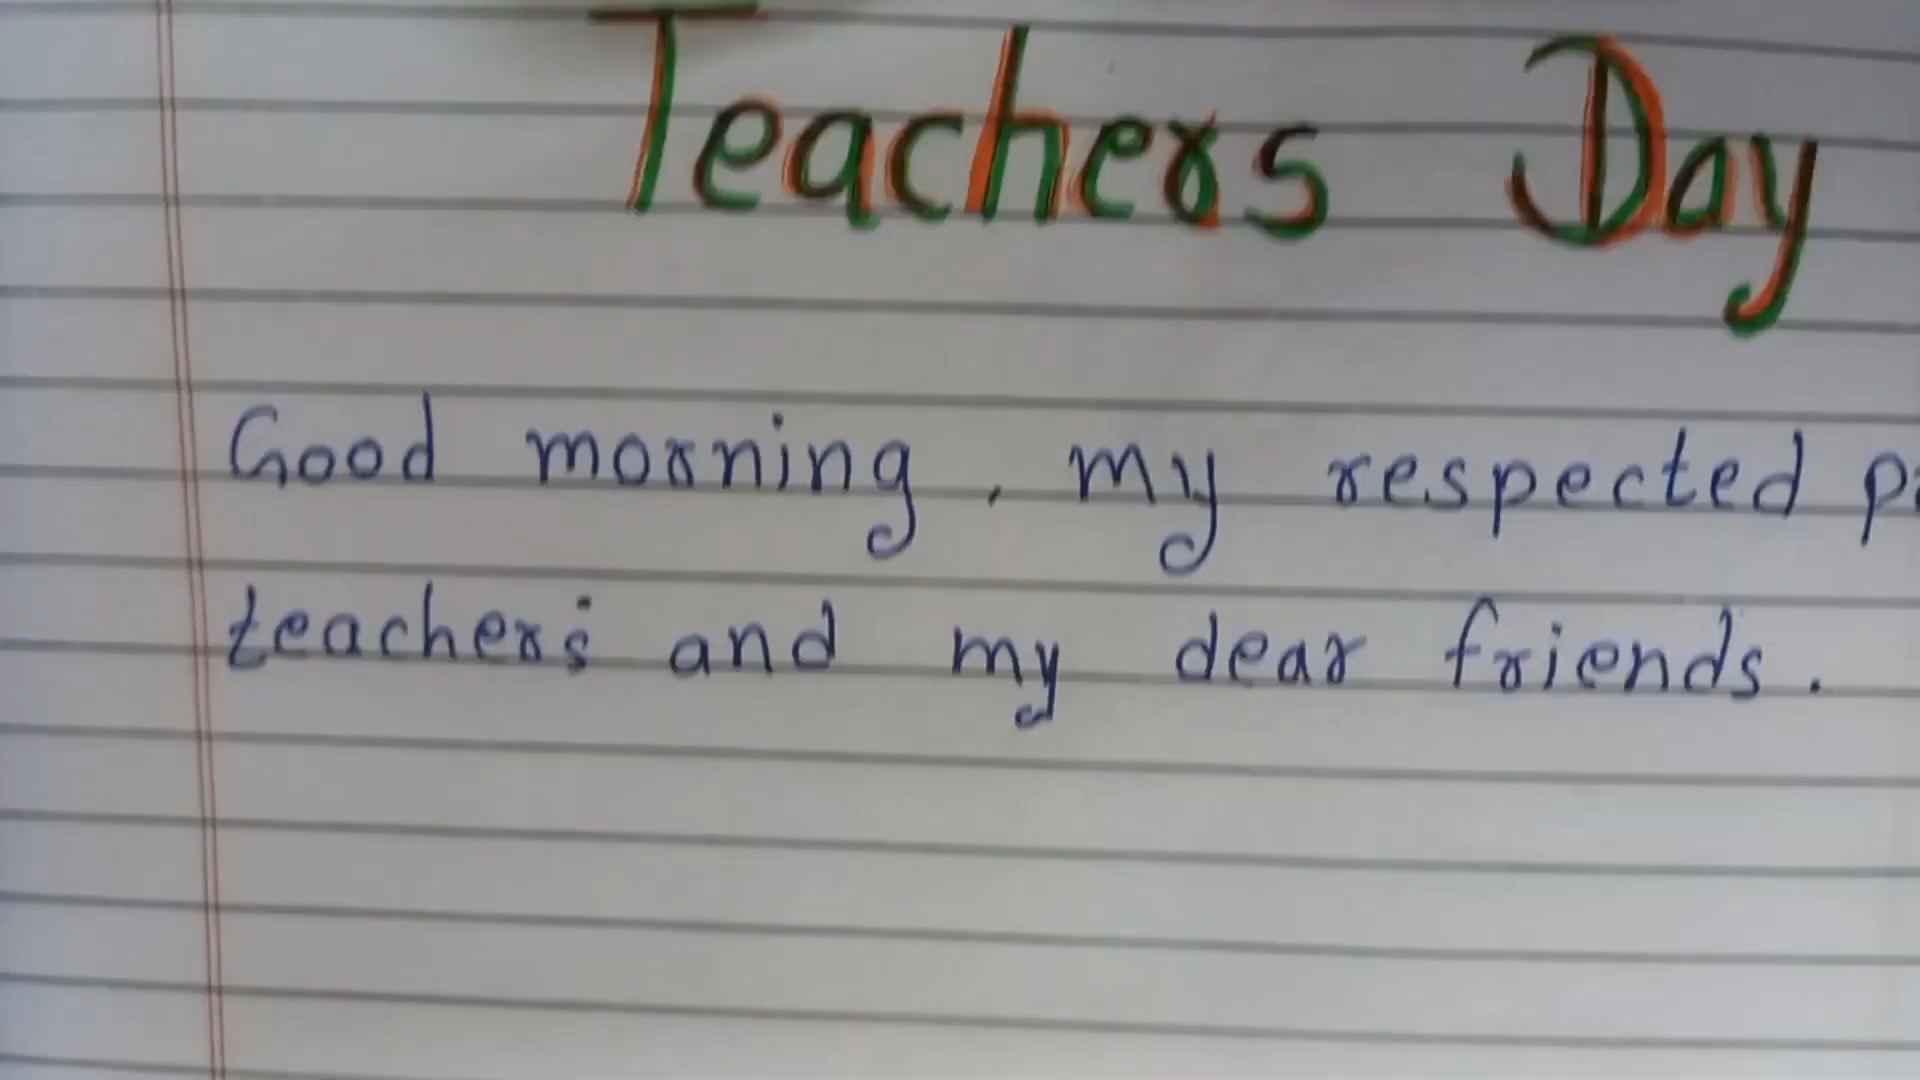 Teachers Day
Good morning, my respected
teachers and my dear friends.